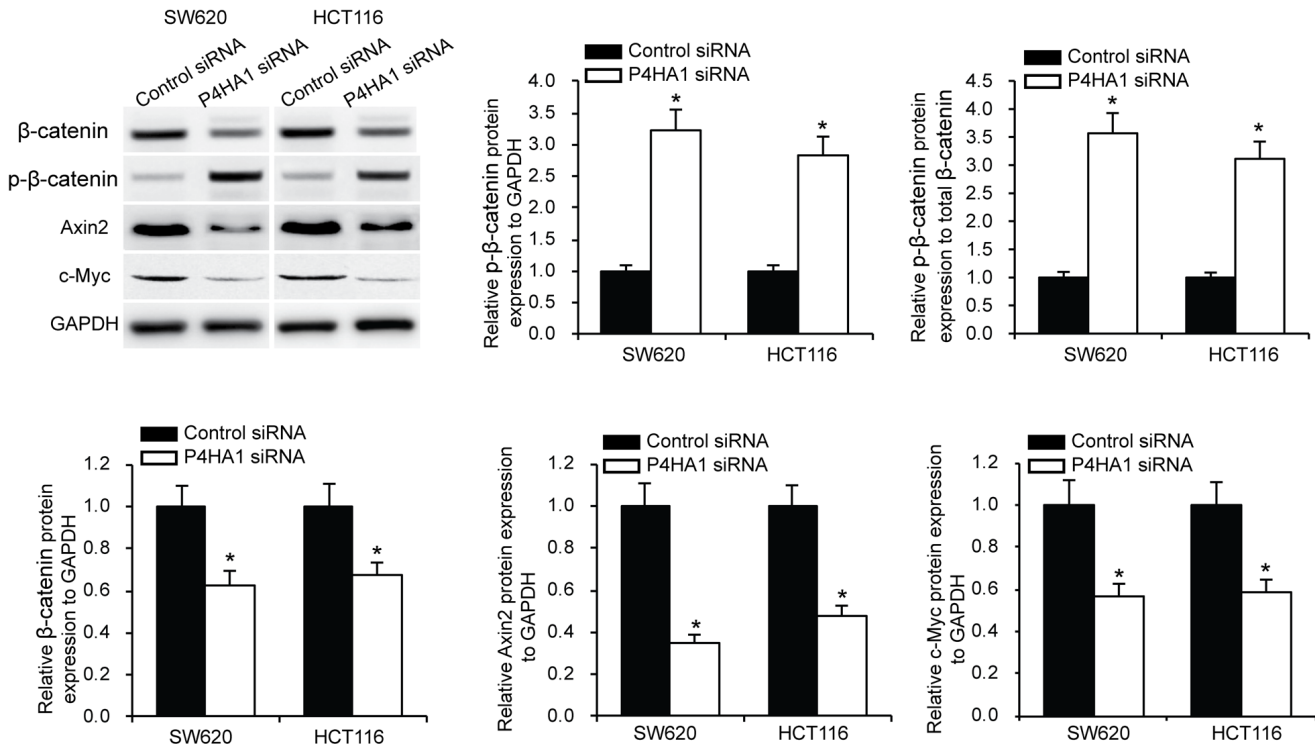 SW620
HCT116
Control siRNA
P4HA1 siRNA
Control siRNA
P4HA1 siRNA
β-catenin
p-β-catenin
Axin2
c-Myc
GAPDH
Control siRNA
P4HA1 siRNA
Relative p-β-catenin protein
expression to GAPDH
4.0
3.5
3.0
2.5
2.0
1.5
1.0
0.5
0.0
*
*
SW620
HCT116
Control siRNA
P4HA1 siRNA
Relative p-β-catenin protein
expression to total β-catenin
4.5
4.0
3.5
3.0
2.5
2.0
1.5
1.0
0.5
0.0
*
*
SW620
HCT116
Control siRNA
P4HA1 siRNA
Relative β-catenin protein
expression to GAPDH
1.2
1.0
0.8
0.6
0.4
0.2
0.0
*
*
SW620
HCT116
Control siRNA
P4HA1 siRNA
Relative Axin2 protein expression
to GAPDH
1.2
1.0
0.8
0.6
0.4
0.2
0.0
*
*
SW620
HCT116
Control siRNA
P4HA1 siRNA
Relative c-Myc protein expression
to GAPDH
1.2
1.0
0.8
0.6
0.4
0.2
0.0
*
*
SW620
HCT116